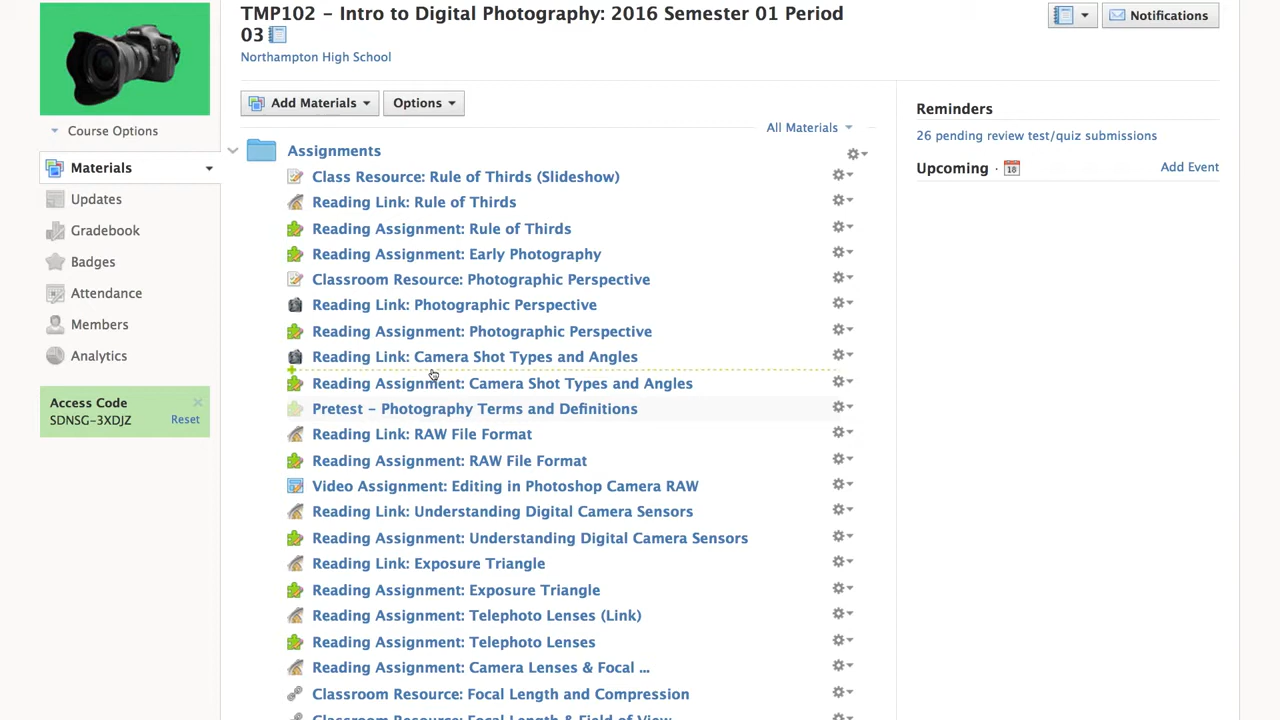 TMP102 – Intro to Digital Photography: 2016 Semester 01 Period
03
Northampton High School
Notifications
Course Options
Materials
Updates
Gradebook
Badges
Attendance
Members
Analytics
Access Code
SDNSG-3XDJZ
Reset
Add Materials
Options
All Materials
Assignments
Class Resource: Rule of Thirds (Slideshow)
Reading Link: Rule of Thirds
Reading Assignment: Rule of Thirds
Reading Assignment: Early Photography
Classroom Resource: Photographic Perspective
Reading Link: Photographic Perspective
Reading Assignment: Photographic Perspective
Reading Link: Camera Shot Types and Angles
Reading Assignment: Camera Shot Types and Angles
Pretest – Photography Terms and Definitions
Reading Link: RAW File Format
Reading Assignment: RAW File Format
Video Assignment: Editing in Photoshop Camera RAW
Reading Link: Understanding Digital Camera Sensors
Reading Assignment: Understanding Digital Camera Sensors
Reading Link: Exposure Triangle
Reading Assignment: Exposure Triangle
Reading Assignment: Telephoto Lenses (Link)
Reading Assignment: Telephoto Lenses
Reading Assignment: Camera Lenses & Focal ...
Classroom Resource: Focal Length and Compression
Classroom Resource: Focal Length & Field of View
Reminders
26 pending review test/quiz submissions
Upcoming · 18
Add Event